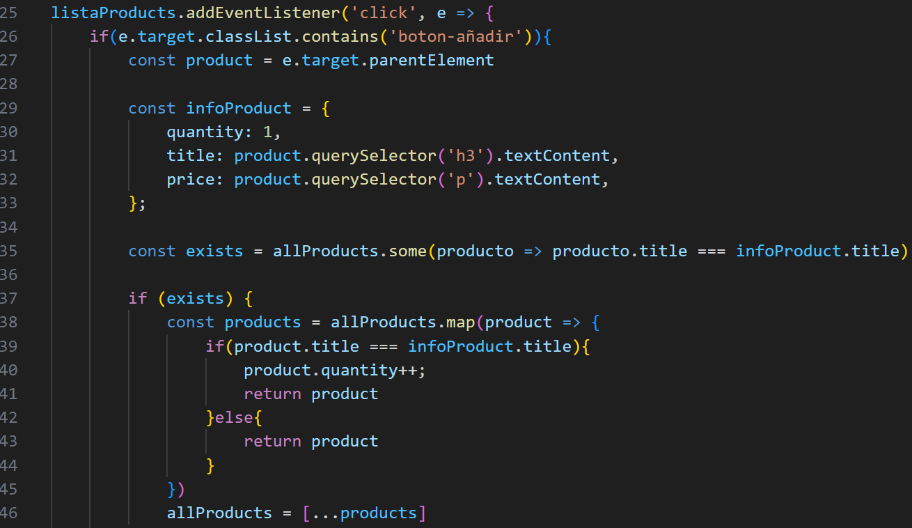 25 listaProducts.addEventListener('click', e => {
26     if(e.target.classList.contains('boton-añadir')){
27         const product = e.target.parentElement
28
29         const infoProduct = {
30             quantity: 1,
31             title: product.querySelector('h3').textContent,
32             price: product.querySelector('p').textContent,
33         };
34
35         const exists = allProducts.some(producto => producto.title === infoProduct.title)
36
37         if (exists) {
38             const products = allProducts.map(product => {
39                 if(product.title === infoProduct.title){
40                     product.quantity++;
41                     return product
42                 }else{
43                     return product
44                 }
45             })
46             allProducts = [...products]